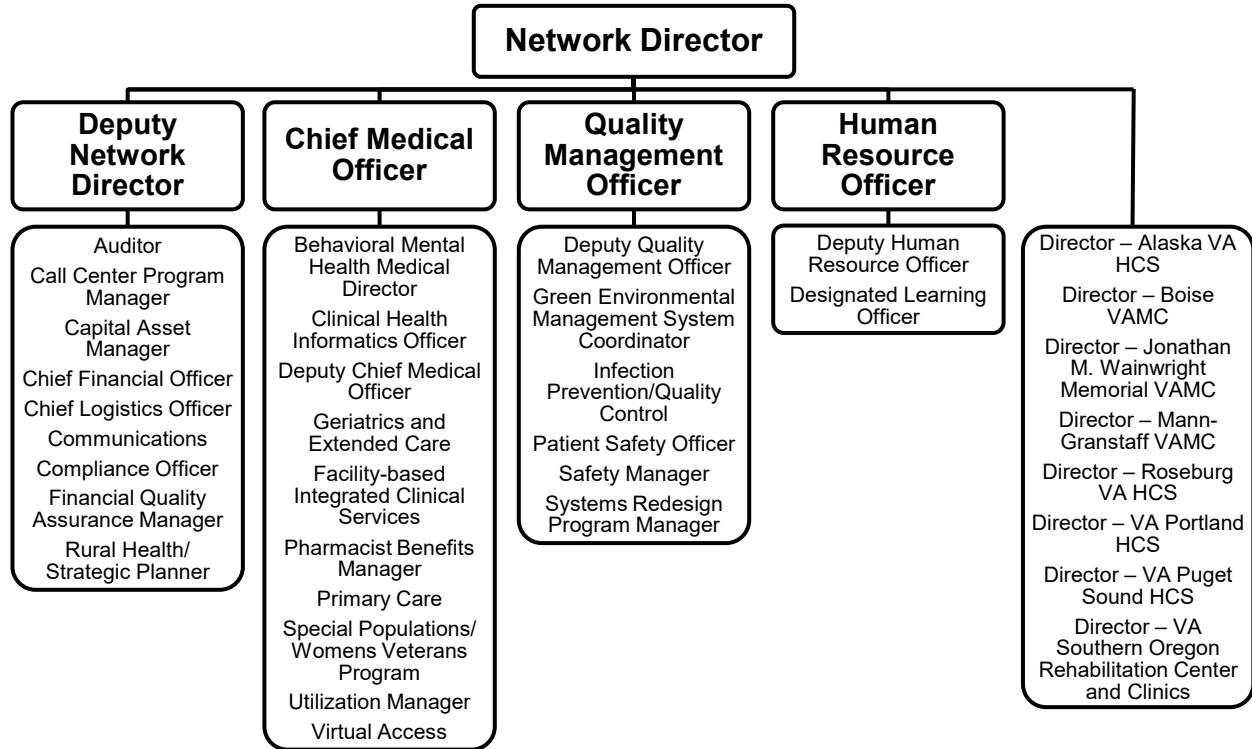 Network Director
Deputy
Network
Director
Chief Medical
Officer
Quality
Management
Officer
Human
Resource
Officer
Auditor
Call Center Program
Manager
Capital Asset
Manager
Chief Financial Officer
Chief Logistics Officer
Communications
Compliance Officer
Financial Quality
Assurance Manager
Rural Health/
Strategic Planner
Behavioral Mental
Health Medical
Director
Clinical Health
Informatics Officer
Deputy Chief Medical
Officer
Geriatrics and
Extended Care
Facility-based
Integrated Clinical
Services
Pharmacist Benefits
Manager
Primary Care
Special Populations/
Womens Veterans
Program
Utilization Manager
Virtual Access
Deputy Quality
Management Officer
Green Environmental
Management System
Coordinator
Infection
Prevention/Quality
Control
Patient Safety Officer
Safety Manager
Systems Redesign
Program Manager
Deputy Human
Resource Officer
Designated Learning
Officer
Director – Alaska VA
HCS
Director – Boise
VAMC
Director – Jonathan
M. Wainwright
Memorial VAMC
Director – Mann-
Granstaff VAMC
Director – Roseburg
VA HCS
Director – VA Portland
HCS
Director – VA Puget
Sound HCS
Director – VA
Southern Oregon
Rehabilitation Center
and Clinics